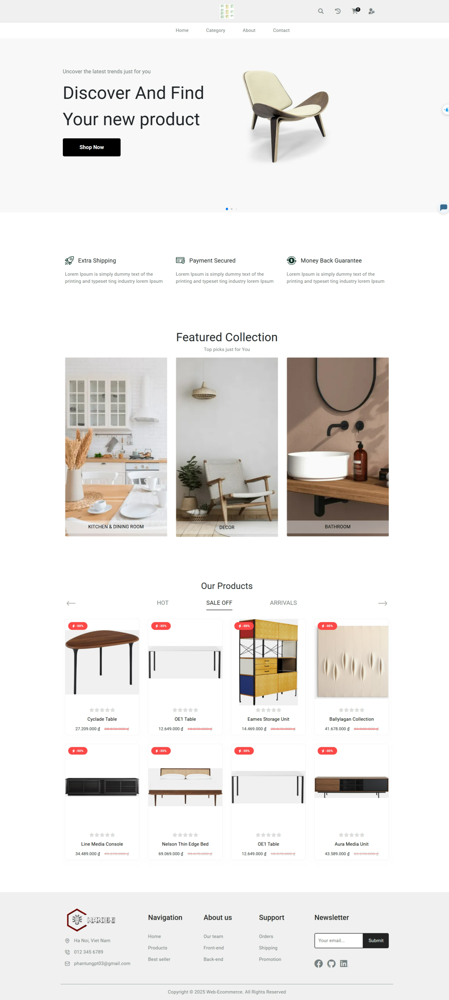 0
Home Category About Contact
Uncover the latest trends just for you
Discover And Find
Your new product
Shop Now
Extra Shipping
Lorem Ipsum is simply dummy text of the
printing and typeset ting industry lorem Ipsum
Payment Secured
Lorem Ipsum is simply dummy text of the
printing and typeset ting industry lorem Ipsum
Money Back Guarantee
Lorem Ipsum is simply dummy text of the
printing and typeset ting industry lorem Ipsum
Featured Collection
Top picks just for You
KITCHEN & DINING ROOM
DECOR
BATHROOM
Our Products
HOT SALE OFF ARRIVALS
-30%
Cyclade Table
27.209.000 ₫ 38.870.000 ₫
-30%
OE1 Table
12.649.000 ₫ 18.070.000 ₫
-30%
Eames Storage Unit
14.469.000 ₫ 20.670.000 ₫
-30%
Ballylagan Collection
41.678.000 ₫ 59.540.000 ₫
-30%
Line Media Console
34.489.000 ₫ 49.270.000 ₫
-30%
Nelson Thin Edge Bed
69.069.000 ₫ 98.670.000 ₫
-30%
OE1 Table
12.649.000 ₫ 18.070.000 ₫
-30%
Aura Media Unit
43.589.000 ₫ 62.270.000 ₫
KANEKI
Ha Noi, Viet Nam
012 345 6789
phantungpt03@gmail.com
Navigation
Home
Products
Best seller
About us
Our team
Front-end
Back-end
Support
Orders
Shipping
Promotion
Newsletter
Your email... Submit
Copyright © 2025 Web-Ecommerce. All Rights Reserved